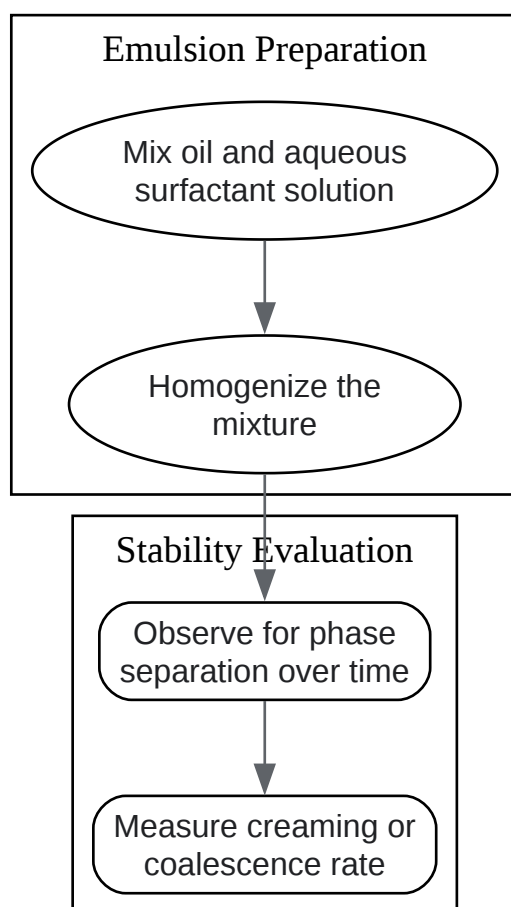 Emulsion Preparation
Mix oil and aqueous
surfactant solution
Homogenize the
mixture
Stability Evaluation
Observe for phase
separation over time
Measure creaming or
coalescence rate